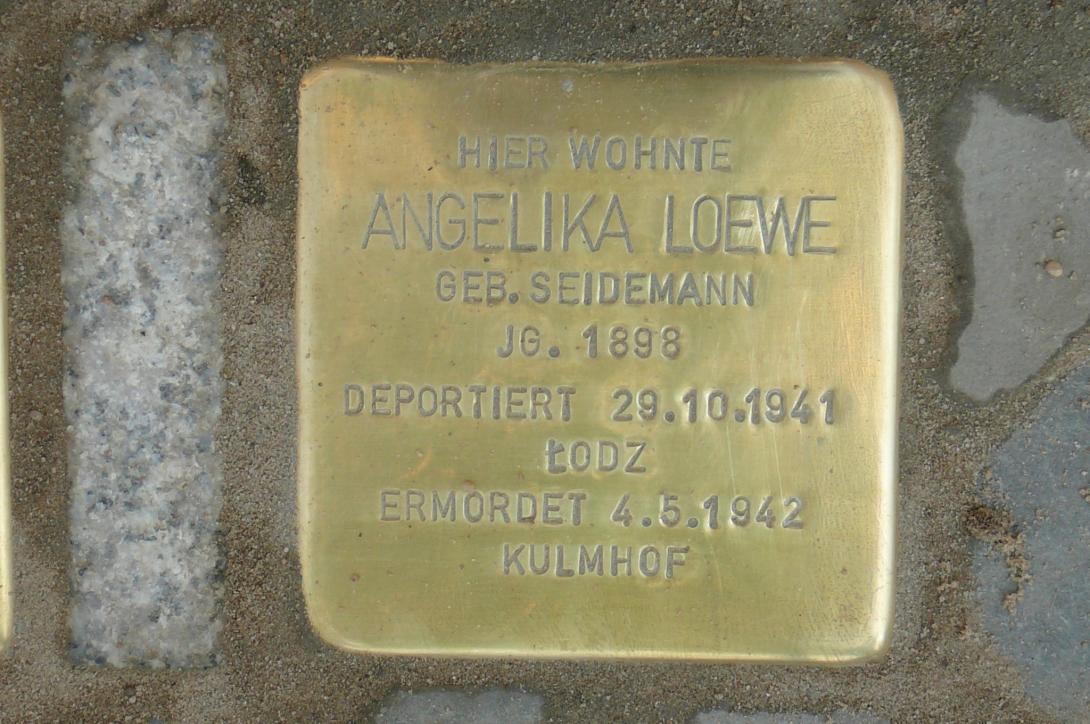 HIER WOHNTE
ANGELIKA LOEWE
GEB. SEIDEMANN
JG. 1898
DEPORTIERT 29.10.1941
ŁODZ
ERMORDET 4.5.1942
KULMHOF